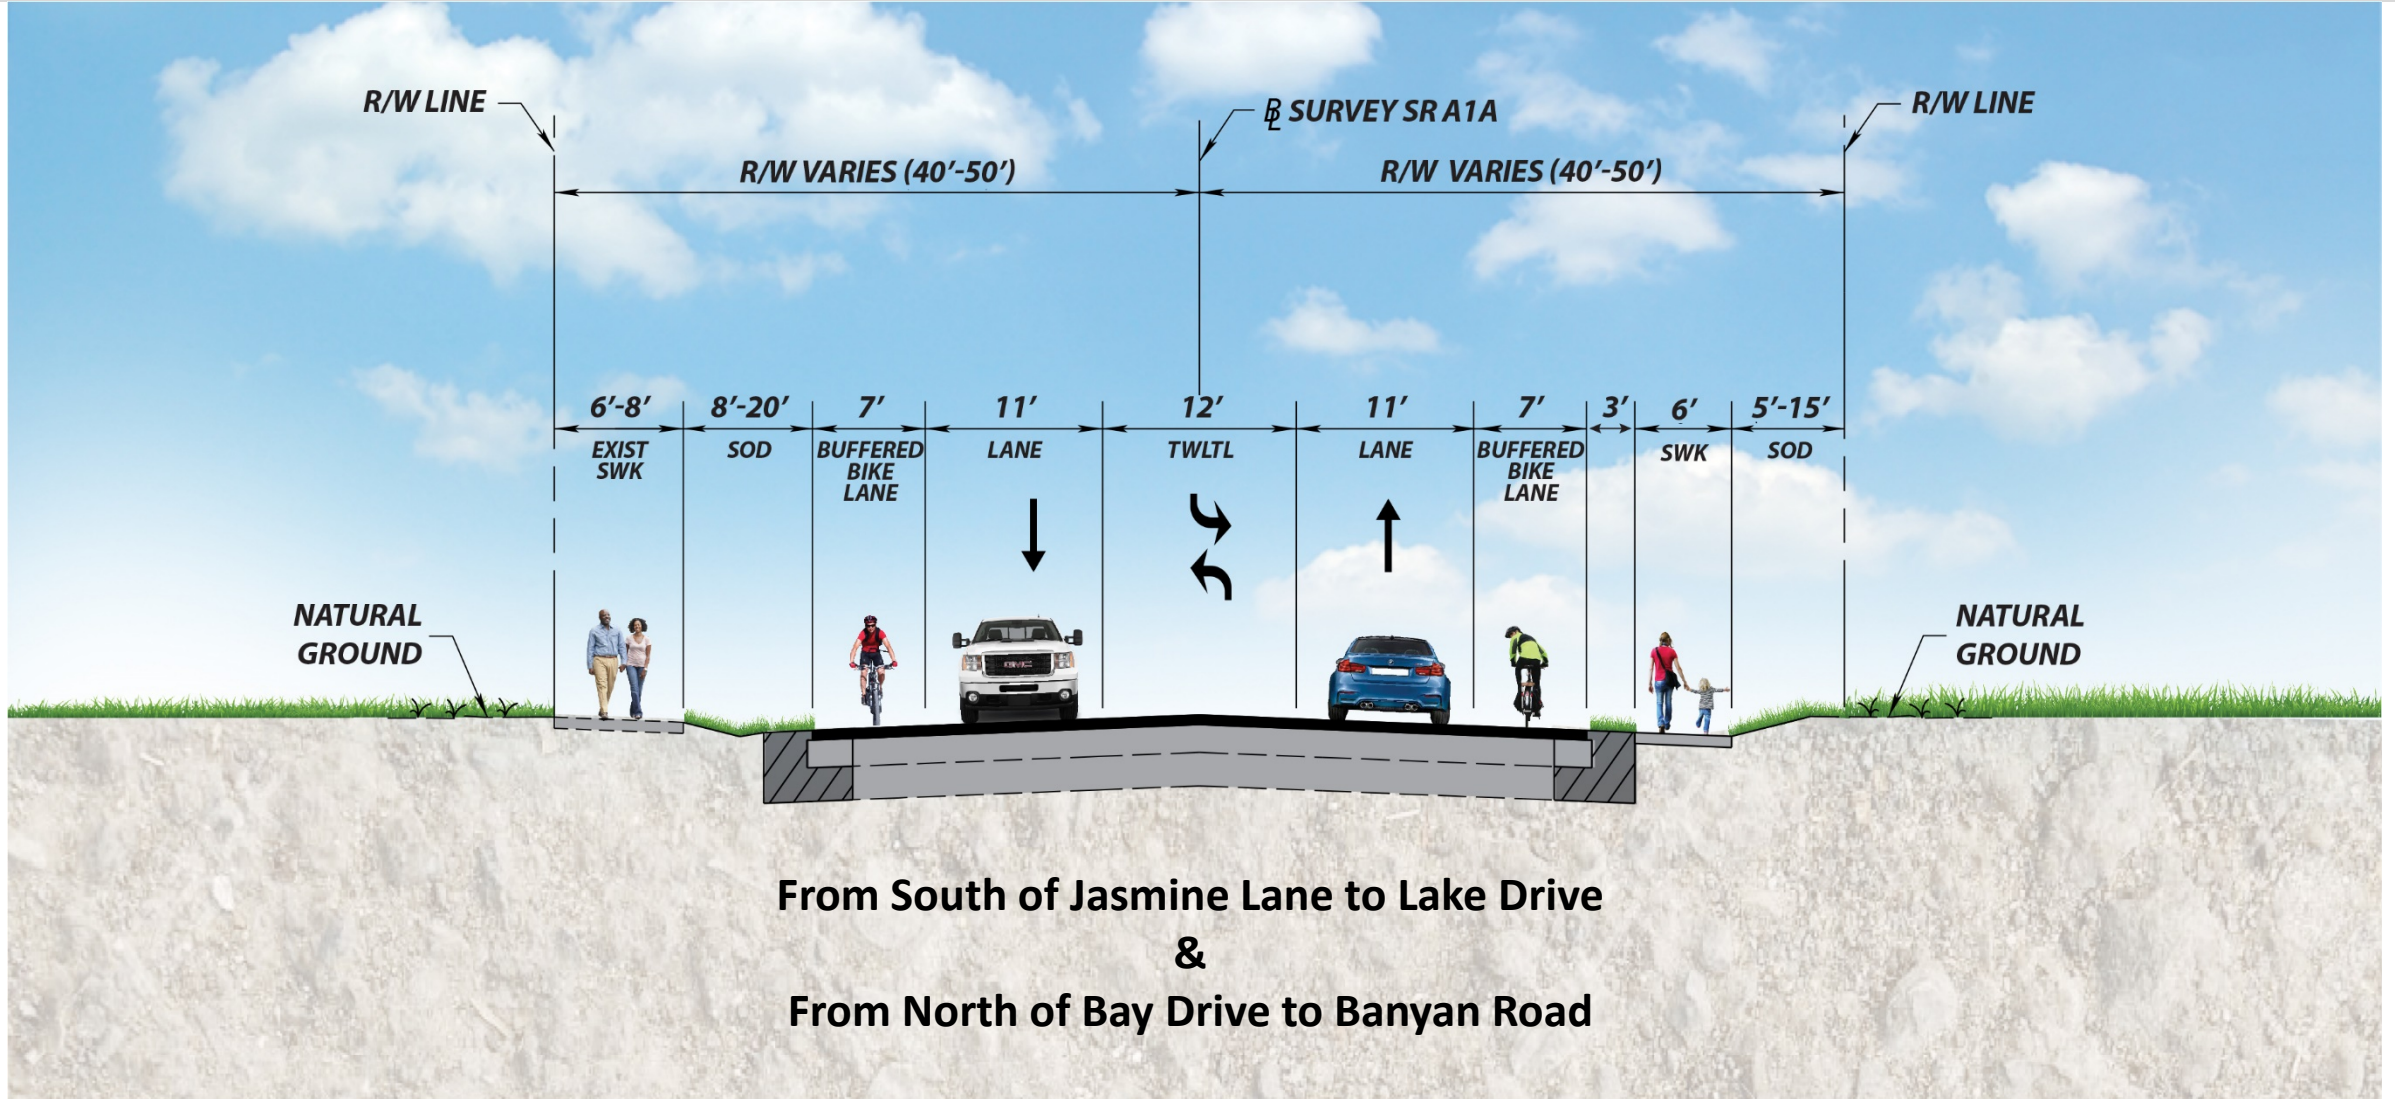 R/W LINE
℄ SURVEY SR A1A
R/W LINE
R/W VARIES (40'-50')
R/W VARIES (40'-50')
6'-8'
8'-20'
7'
11'
12'
11'
7'
3'
6'
5'-15'
EXIST
SWK
SOD
BUFFERED
BIKE
LANE
LANE
TWLTL
LANE
BUFFERED
BIKE
LANE
SWK
SOD
NATURAL
GROUND
NATURAL
GROUND
GMC
From South of Jasmine Lane to Lake Drive
&
From North of Bay Drive to Banyan Road